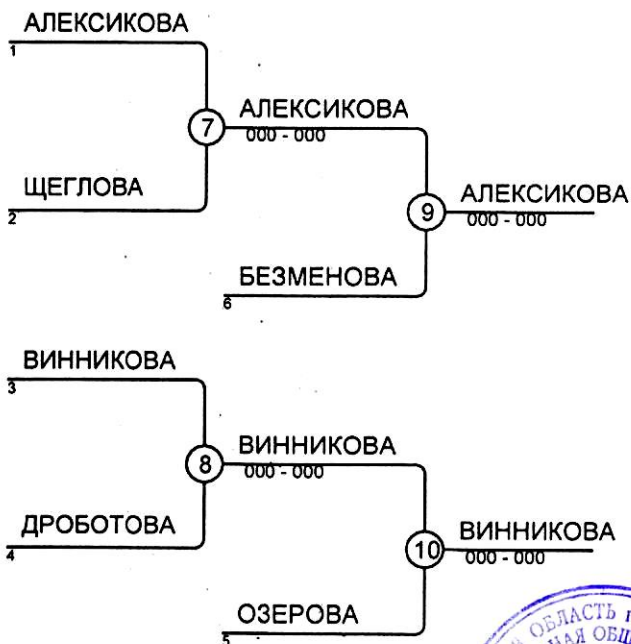 АЛЕКСИКОВА
1
7
АЛЕКСИКОВА
000 - 000
ЩЕГЛОВА
2
9
АЛЕКСИКОВА
000 - 000
БЕЗМЕНОВА
6
ВИННИКОВА
3
8
ВИННИКОВА
000 - 000
ДРОБОТОВА
4
10
ВИННИКОВА
000 - 000
ОЗЕРОВА
5
ОБЛАСТЬ